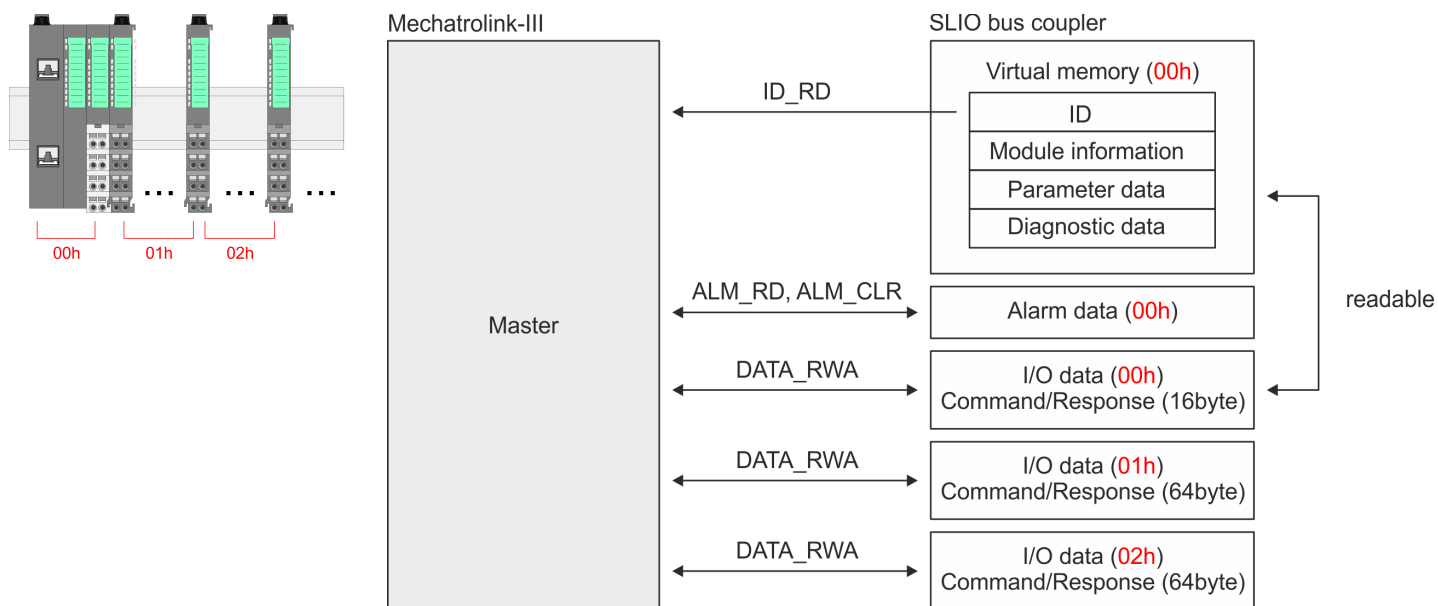 00h
01h
02h
Mechatrolink-III
SLIO bus coupler
Master
Virtual memory (00h)
ID_RD
ID
Module information
Parameter data
Diagnostic data
ALM_RD, ALM_CLR
Alarm data (00h)
readable
DATA_RWA
I/O data (00h)
Command/Response (16byte)
DATA_RWA
I/O data (01h)
Command/Response (64byte)
DATA_RWA
I/O data (02h)
Command/Response (64byte)